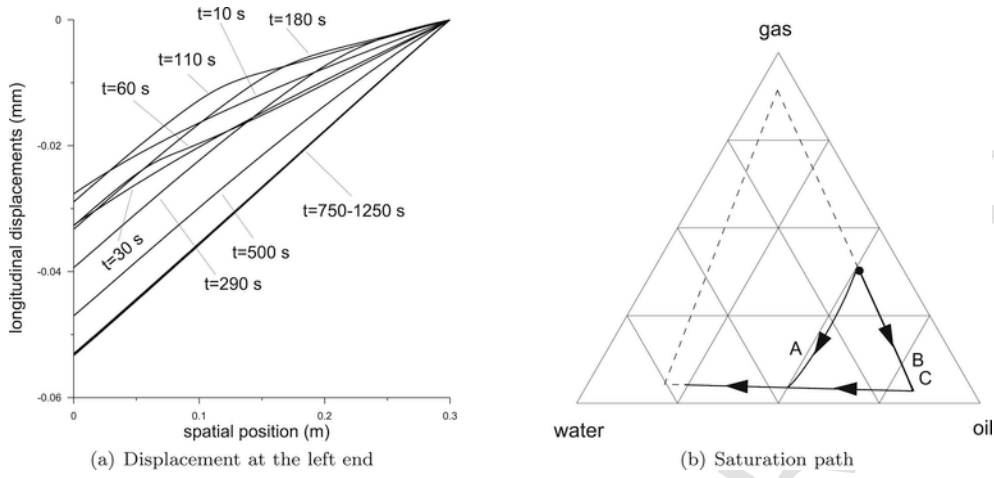 t=10 s
t=180 s
t=110 s
t=60 s
t=30 s
t=750-1250 s
t=500 s
t=290 s
longitudinal displacements (mm)
0
-0.02
-0.04
-0.06
0
0.1
0.2
0.3
spatial position (m)
(a) Displacement at the left end
gas
A
B
C
water
oil
(b) Saturation path